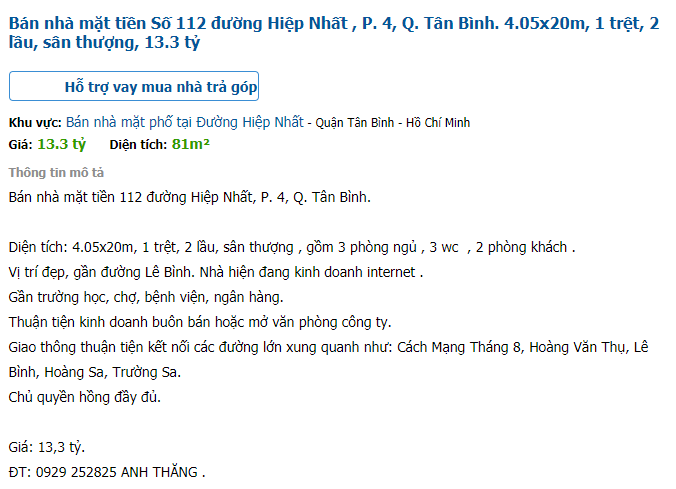 Bán nhà mặt tiền Số 112 đường Hiệp Nhất , P. 4, Q. Tân Bình. 4.05x20m, 1 trệt, 2
lầu, sân thượng, 13.3 tỷ
Hỗ trợ vay mua nhà trả góp
Khu vực: Bán nhà mặt phố tại Đường Hiệp Nhất - Quận Tân Bình - Hồ Chí Minh
Giá: 13.3 tỷ Diện tích: 81m²
Thông tin mô tả
Bán nhà mặt tiền 112 đường Hiệp Nhất, P. 4, Q. Tân Bình.
Diện tích: 4.05x20m, 1 trệt, 2 lầu, sân thượng , gồm 3 phòng ngủ , 3 wc , 2 phòng khách .
Vị trí đẹp, gần đường Lê Bình. Nhà hiện đang kinh doanh internet .
Gần trường học, chợ, bệnh viện, ngân hàng.
Thuận tiện kinh doanh buôn bán hoặc mở văn phòng công ty.
Giao thông thuận tiện kết nối các đường lớn xung quanh như: Cách Mạng Tháng 8, Hoàng Văn Thụ, Lê
Bình, Hoàng Sa, Trường Sa.
Chủ quyền hồng đầy đủ.
Giá: 13,3 tỷ.
ĐT: 0929 252825 ANH THĂNG .